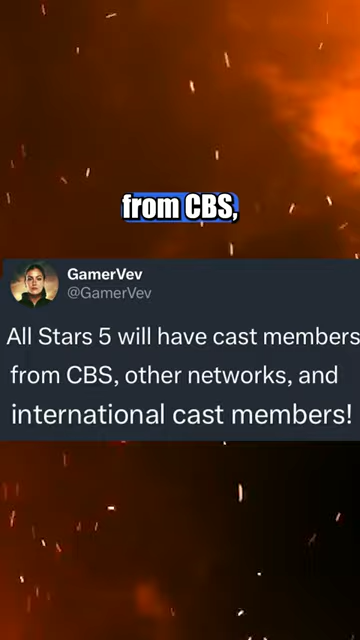 from CBS,
GamerVev
@GamerVev
All Stars 5 will have cast members
from CBS, other networks, and
international cast members!